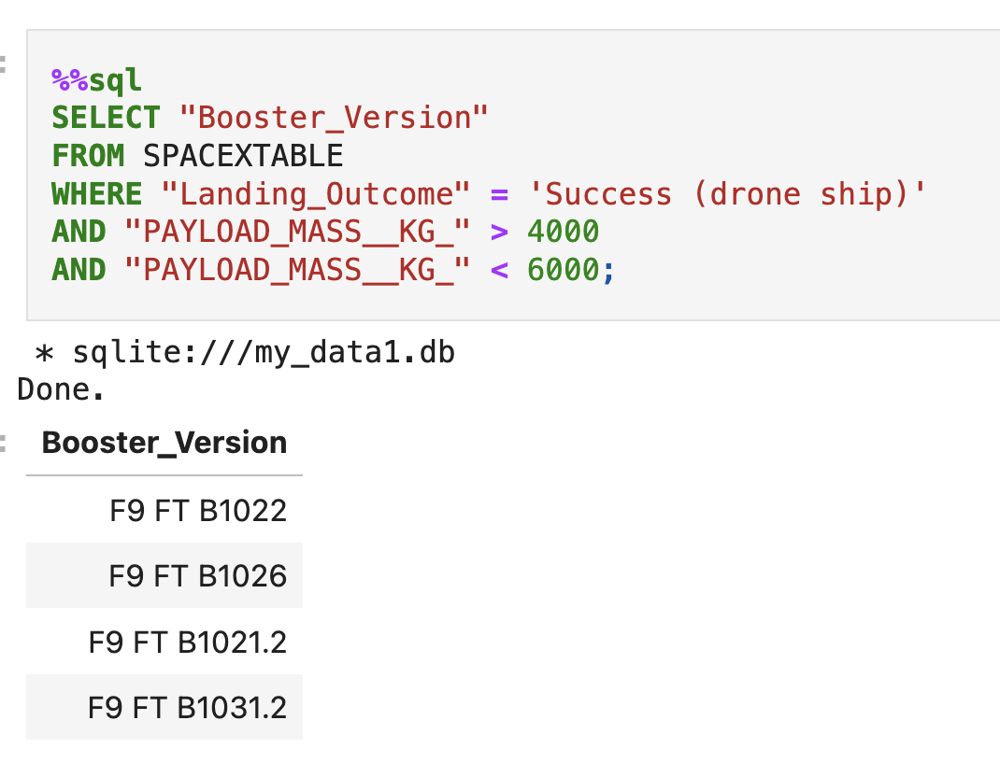 %%sql
SELECT "Booster_Version"
FROM SPACEXTABLE
WHERE "Landing_Outcome" = 'Success (drone ship)'
AND "PAYLOAD_MASS__KG_" > 4000
AND "PAYLOAD_MASS__KG_" < 6000;
* sqlite:///my_data1.db
Done.
Booster_Version
F9 FT B1022
F9 FT B1026
F9 FT B1021.2
F9 FT B1031.2